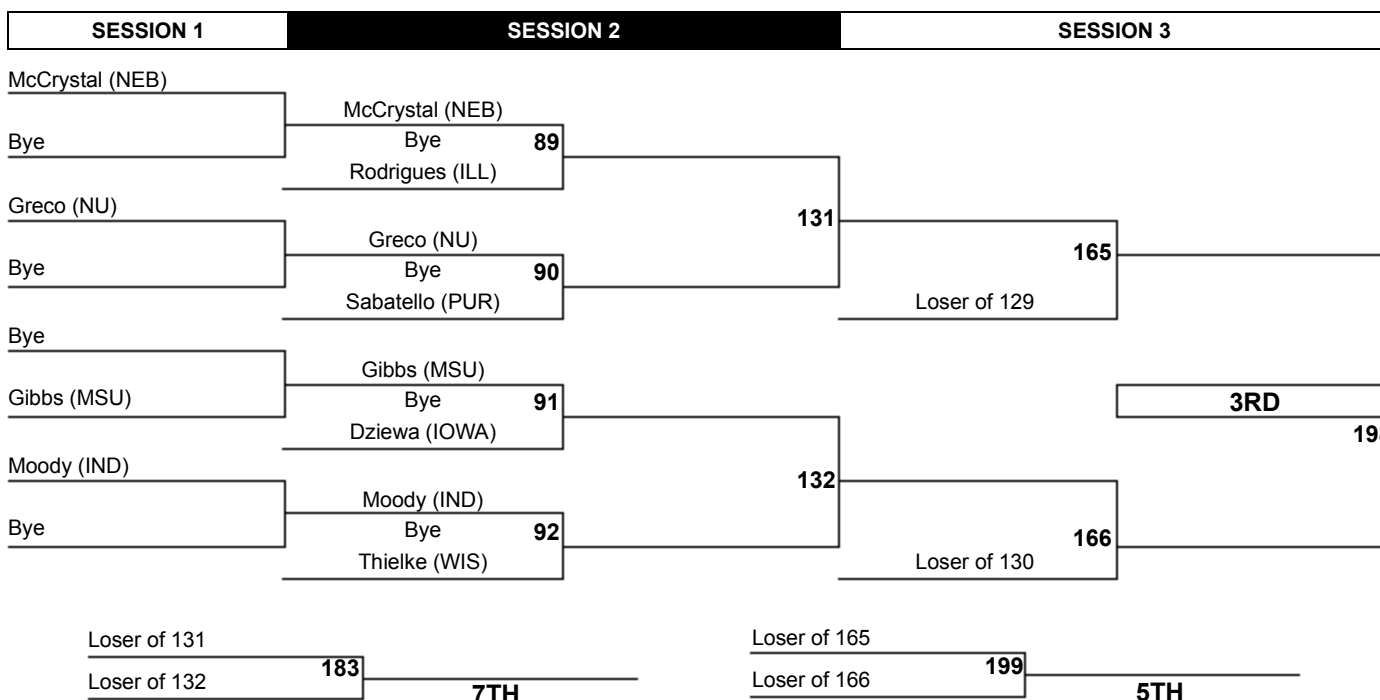 SESSION 1 SESSION 2 SESSION 3
McCrystal (NEB)
McCrystal (NEB)
Bye
Bye 89
Rodrigues (ILL)
Greco (NU)
131
Greco (NU)
165
Bye
Bye 90
Sabatello (PUR)
Loser of 129
Bye
Gibbs (MSU)
Gibbs (MSU)
Bye 91
3RD
Dziewa (IOWA)
Moody (IND)
132
Moody (IND)
Bye
Bye 92
166
Thielke (WIS)
Loser of 130
Loser of 131
Loser of 165
183
199
Loser of 132
Loser of 166
7TH
5TH